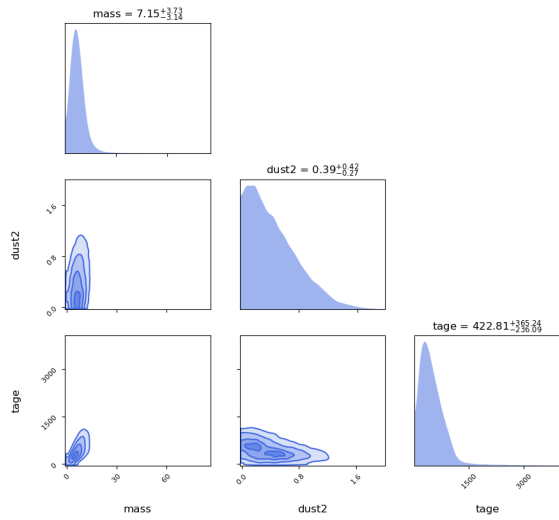 mass = 7.15+3.73−3.14
dust2 = 0.39+0.42−0.27
1.6
0.8
0.0
dust2
tage = 422.81+365.24−236.09
3000
1500
0
tage
0
30
60
mass
0.0
0.8
1.6
dust2
1500
3000
tage